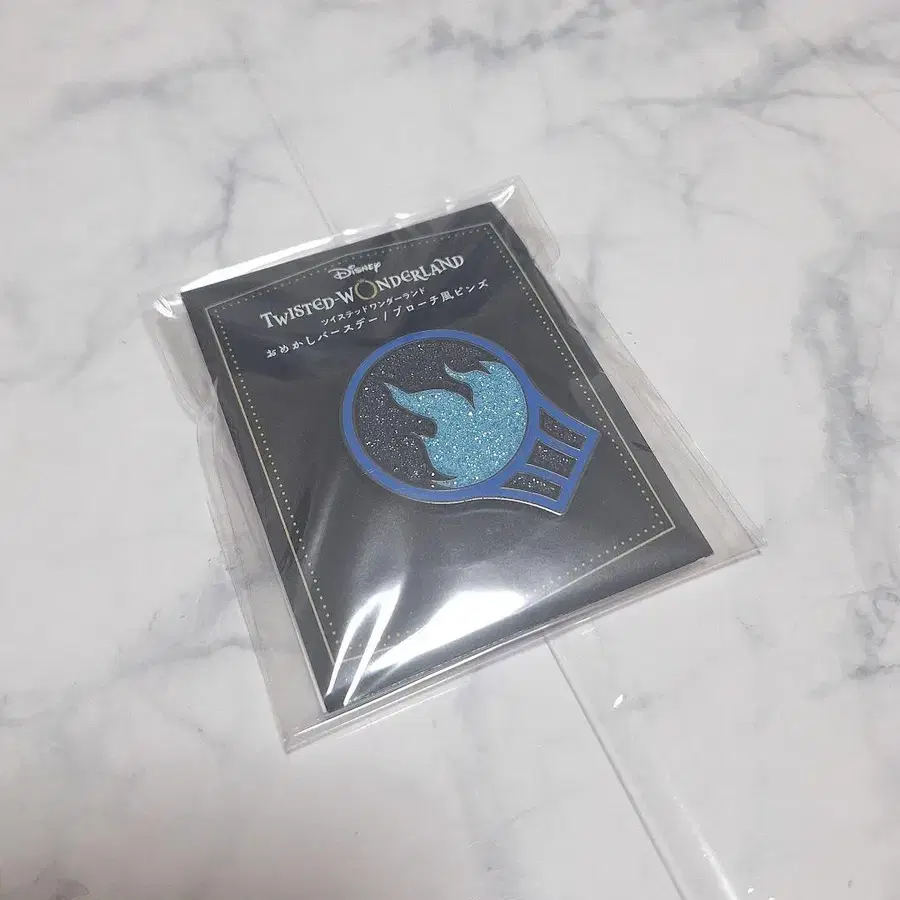 Disney
TWISTED-WONDERLAND
ツイステッドワンダーランド
おめかしバースデー/ブローチ風ピンズ